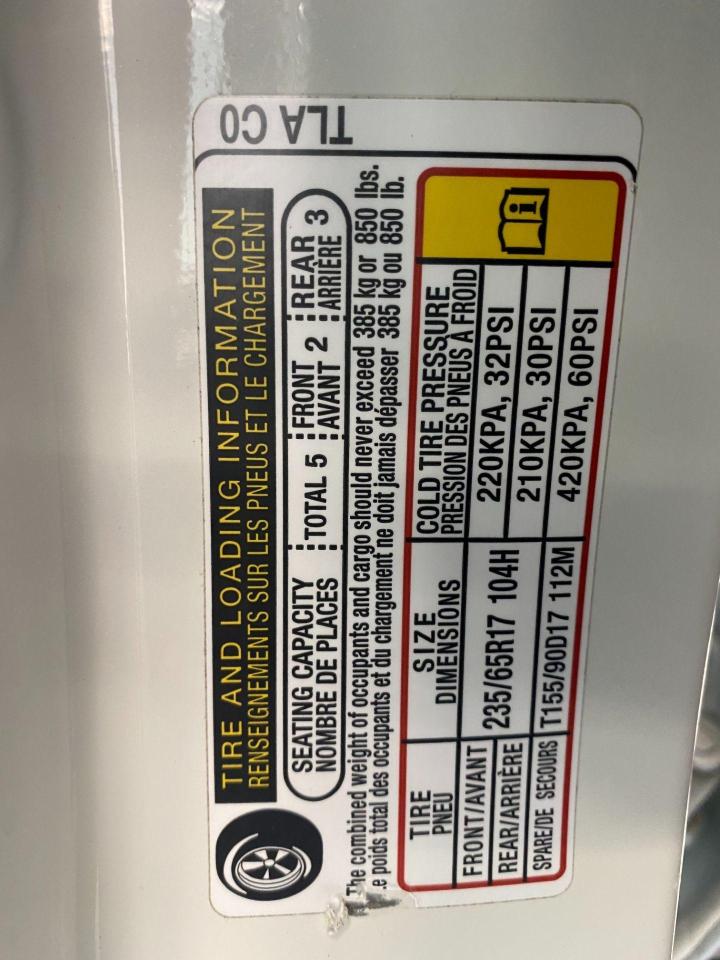 TLA C0
TIRE AND LOADING INFORMATION
RENSEIGNEMENTS SUR LES PNEUS ET LE CHARGEMENT
SEATING CAPACITY TOTAL 5 FRONT 2 REAR 3
NOMBRE DE PLACES AVANT ARRIÈRE
The combined weight of occupants and cargo should never exceed 385 kg or 850 lbs.
.e poids total des occupants et du chargement ne doit jamais dépasser 385 kg ou 850 lb.
TIRE SIZE COLD TIRE PRESSURE
PNEU DIMENSIONS PRESSION DES PNEUS À FROID
FRONT/AVANT 235/65R17 104H 220KPA, 32PSI
REAR/ARRIÈRE 210KPA, 30PSI
SPARE/DE SECOURS T155/90D17 112M 420KPA, 60PSI